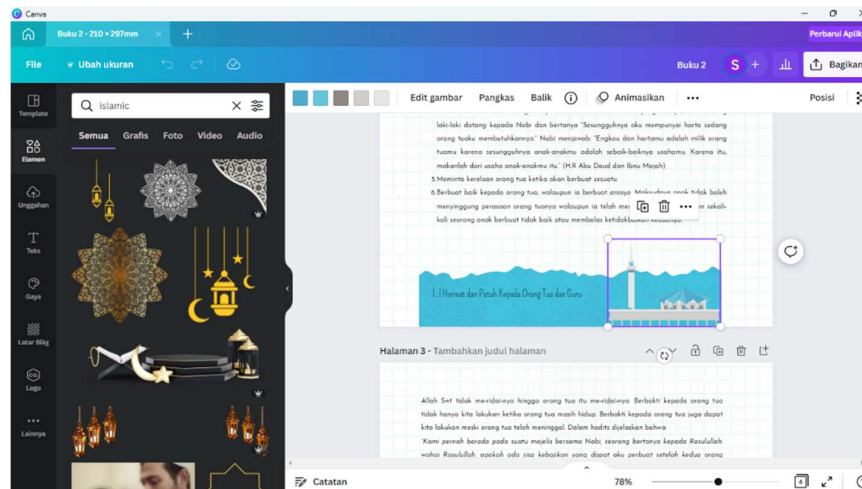 Canva
Buku 2 - 210 × 297mm
Perbarui Aplik
File
Ubah ukuran
Buku 2
S
Bagikan
Template
Elemen
Unggahan
Teks
Gaya
Latar Blkg
Logo
Lainnya
islamic
Semua Grafis Foto Video Audio
Edit gambar Pangkas Balik Animasikan
Posisi
laki-laki datang kepada Nabi dan bertanya "Sesungguhnya aku mempunyai harta sedang
orang tuaku membutuhkannya." Nabi menjawab "Engkau dan hartamu adalah milik orang
tuamu karena sesungguhnya anak-anakmu adalah sebaik-baiknya usahamu. Karena itu,
makanlah dari usaha anak-anakmu itu." (H.R Abu Daud dan Ibnu Majah)
5.Meminta kerelaan orang tua ketika akan berbuat sesuatu.
6.Berbuat baik kepada orang tua, walaupun ia berbuat aniaya. Maksudnya anak tidak boleh
menyinggung perasaan orang tuanya walaupun ia telah sekali-
kali seorang anak berbuat tidak baik atau membalas ketidakbaikan keduanya.
1. | Hormat dan Patuh Kepada Orang Tua dan Guru
Halaman 3 - Tambahkan judul halaman
Allah Swt tidak me-ridai-nya hingga orang tua itu me-ridai-nya. Berbakti kepada orang tua
tidak hanya kita lakukan ketika orang tua masih hidup. Berbakti kepada orang tua juga dapat
kita lakukan meski orang tua telah meninggal. Dalam hadits dijelaskan bahwa:
"Kami pernah berada pada suatu majelis bersama Nabi, seorang bertanya kepada Rasulullah:
wahai Rasulullah, apakah ada sisa kebajikan yang dapat aku perbuat setelah kedua orang
Catatan
78%
4